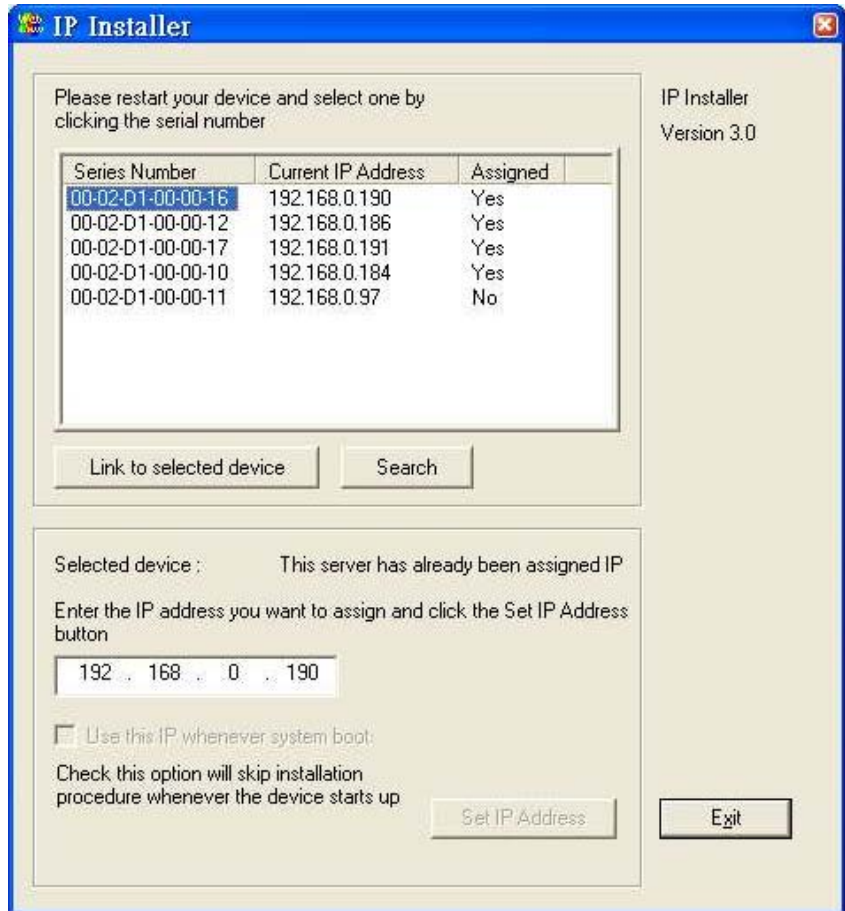 IP Installer
Please restart your device and select one by
clicking the serial number
IP Installer
Version 3.0
Series Number Current IP Address Assigned
00-02-D1-00-00-16 192.168.0.190 Yes
00-02-D1-00-00-12 192.168.0.186 Yes
00-02-D1-00-00-17 192.168.0.191 Yes
00-02-D1-00-00-10 192.168.0.184 Yes
00-02-D1-00-00-11 192.168.0.97 No
Link to selected device Search
Selected device : This server has already been assigned IP
Enter the IP address you want to assign and click the Set IP Address
button
192 . 168 . 0 . 190
Use this IP whenever system boot.
Check this option will skip installation
procedure whenever the device starts up
Set IP Address Exit